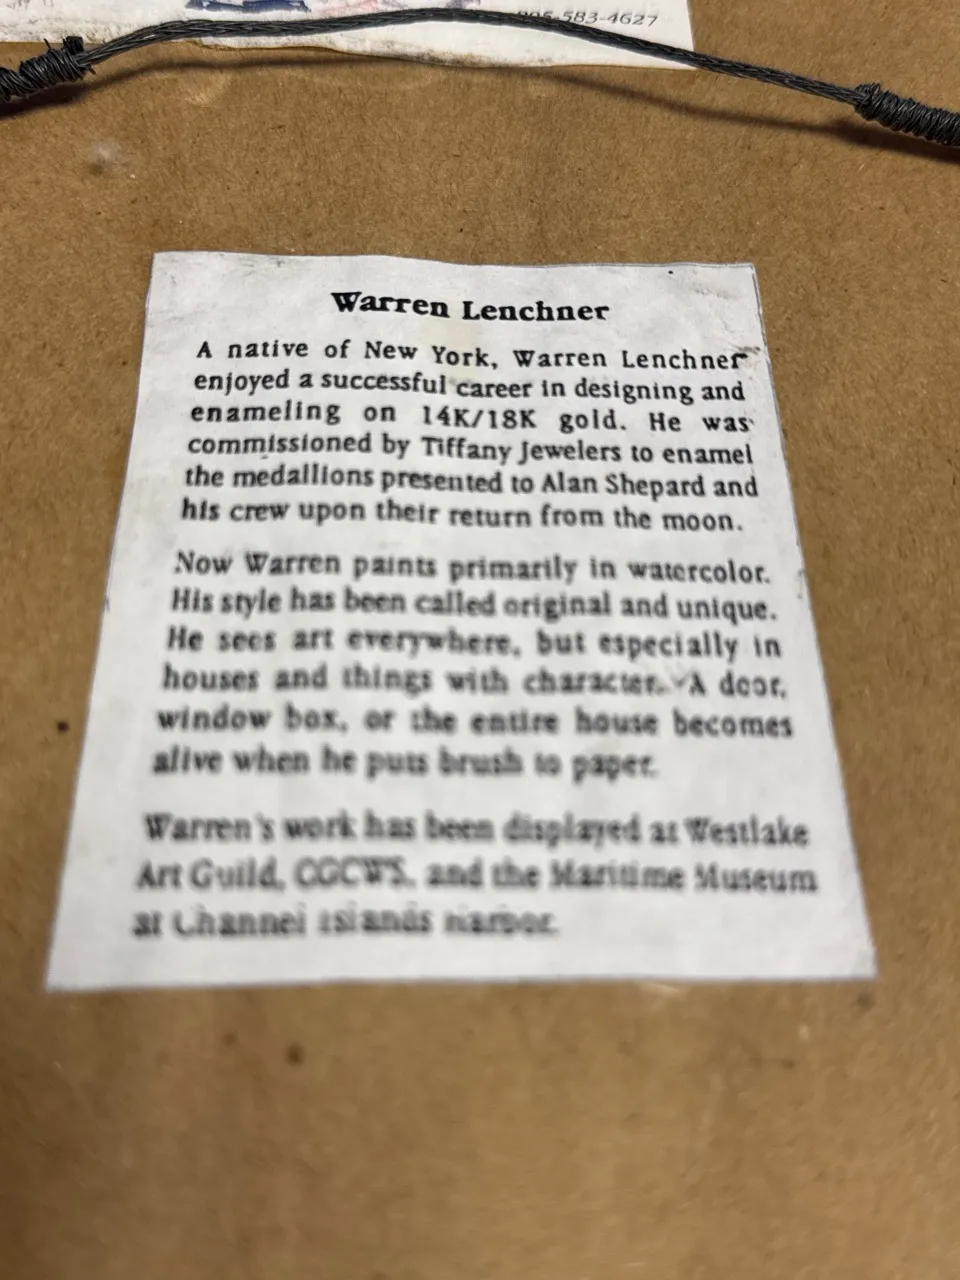 583-4627
Warren Lenchner
A native of New York, Warren Lenchner
enjoyed a successful career in designing and
enameling on 14K/18K gold. He was
commissioned by Tiffany Jewelers to enamel
the medallions presented to Alan Shepard and
his crew upon their return from the moon.
Now Warren paints primarily in watercolor.
His style has been called original and unique.
He sees art everywhere, but especially in
houses and things with character. A door,
window box, or the entire house becomes
alive when he puts brush to paper.
Warren's work has been displayed at Westlake
Art Guild, CGCWS, and the Maritime Museum
at Channel Islands Harbor.